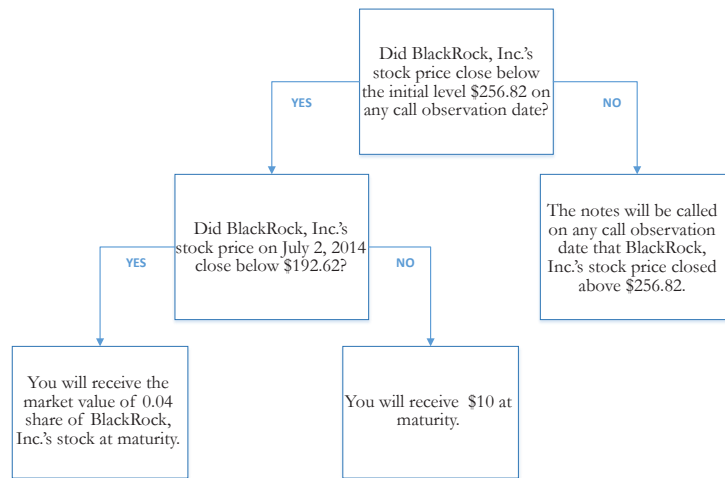 Did BlackRock, Inc.'s
stock price close below
the initial level $256.82 on
any call observation date?
YES
NO
Did BlackRock, Inc.'s
stock price on July 2, 2014
close below $192.62?
The notes will be called
on any call observation
date that BlackRock,
Inc.'s stock price closed
above $256.82.
YES
NO
You will receive the
market value of 0.04
share of BlackRock,
Inc.'s stock at maturity.
You will receive $10 at
maturity.